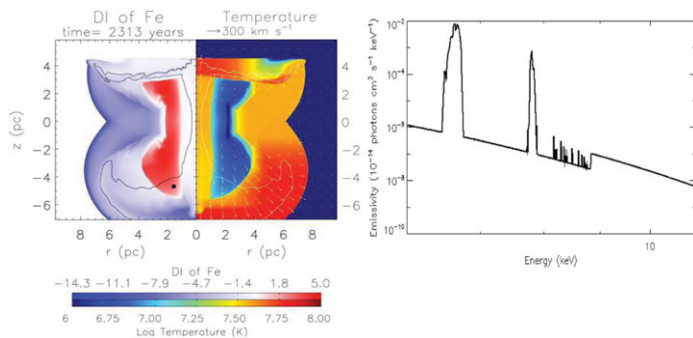 DI of Fe Temperature
time= 2313 years →300 km s⁻¹
4
2
0
−2
−4
−6
z (pc)
4
2
0
−2
−4
−6
8 6 4 2 0 2 4 6 8
r (pc) r (pc)
DI of Fe
−14.3 −11.1 −7.9 −4.7 −1.4 1.8 5.0
6 6.75 7.00 7.25 7.50 7.75 8.00
Log Temperature (K)
10⁻²
10⁻⁴
10⁻⁶
10⁻⁸
10⁻¹⁰
Emissivity (10⁻¹⁴ photons cm³ s⁻¹ keV⁻¹)
10
Energy (keV)